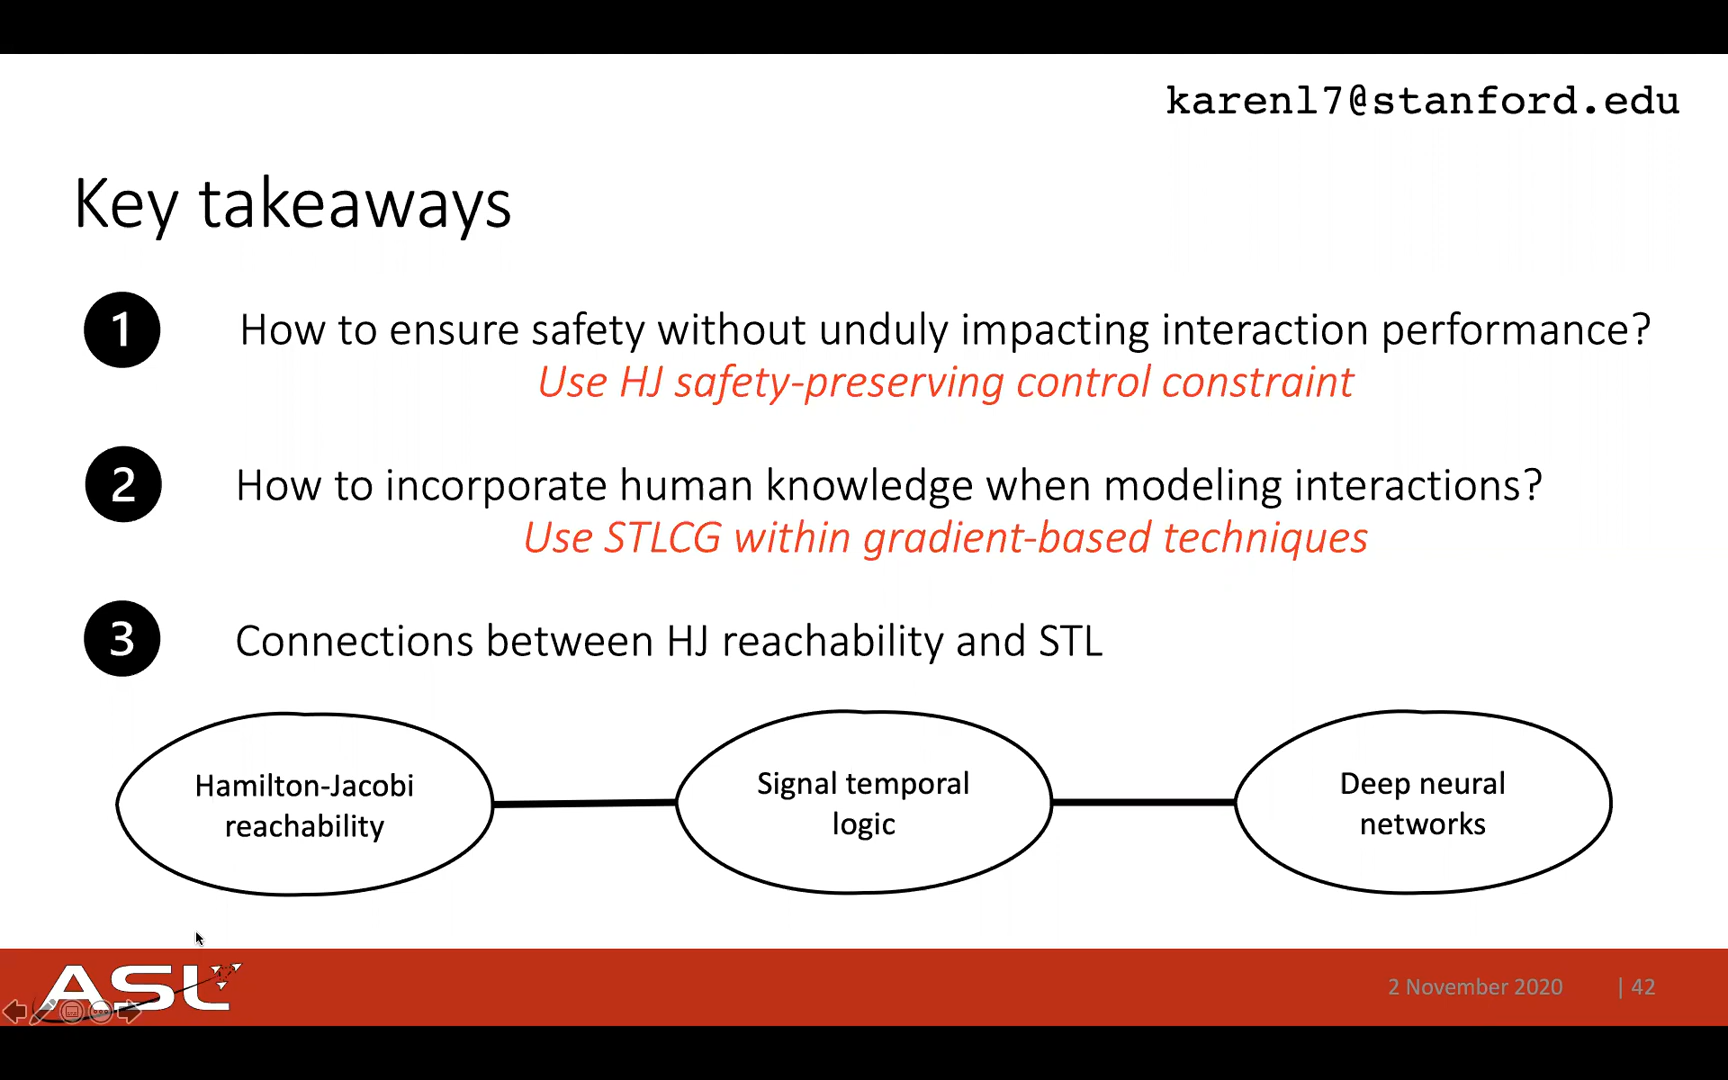 karenl7@stanford.edu
Key takeaways
1 How to ensure safety without unduly impacting interaction performance?
Use HJ safety-preserving control constraint
2 How to incorporate human knowledge when modeling interactions?
Use STLCG within gradient-based techniques
3 Connections between HJ reachability and STL
Hamilton-Jacobi
reachability
Signal temporal
logic
Deep neural
networks
ASL
2 November 2020 | 42